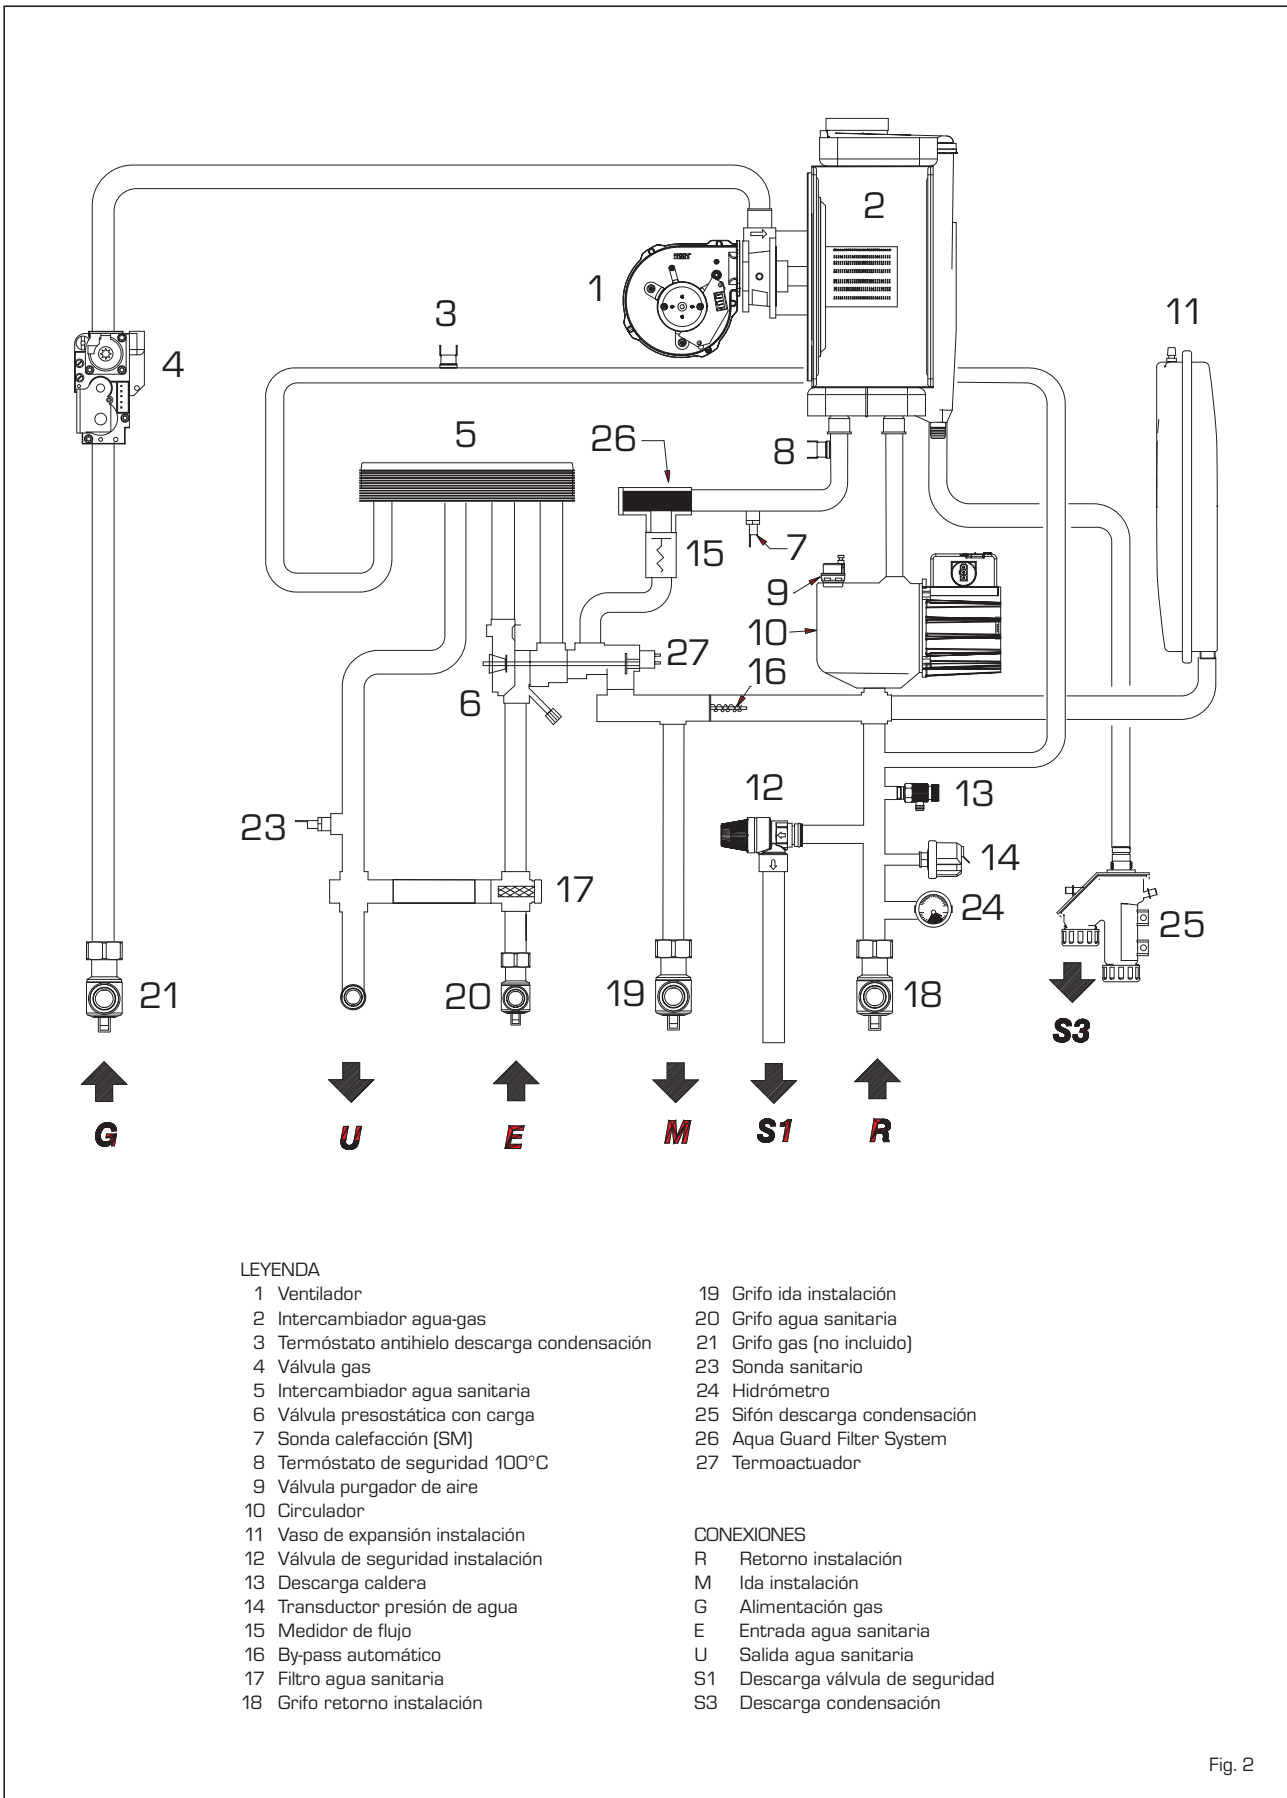 1
2
3
4
5
6
7
8
9
10
11
12
13
14
15
16
17
18
19
20
21
23
24
25
26
27
G
U
E
M
S1
R
S3
LEYENDA
1 Ventilador
2 Intercambiador agua-gas
3 Termóstato antihielo descarga condensación
4 Válvula gas
5 Intercambiador agua sanitaria
6 Válvula presostática con carga
7 Sonda calefacción (SM)
8 Termóstato de seguridad 100°C
9 Válvula purgador de aire
10 Circulador
11 Vaso de expansión instalación
12 Válvula de seguridad instalación
13 Descarga caldera
14 Transductor presión de agua
15 Medidor de flujo
16 By-pass automático
17 Filtro agua sanitaria
18 Grifo retorno instalación
19 Grifo ida instalación
20 Grifo agua sanitaria
21 Grifo gas (no incluido)
23 Sonda sanitario
24 Hidrómetro
25 Sifón descarga condensación
26 Aqua Guard Filter System
27 Termoactuador
CONEXIONES
R Retorno instalación
M Ida instalación
G Alimentación gas
E Entrada agua sanitaria
U Salida agua sanitaria
S1 Descarga válvula de seguridad
S3 Descarga condensación
Fig. 2